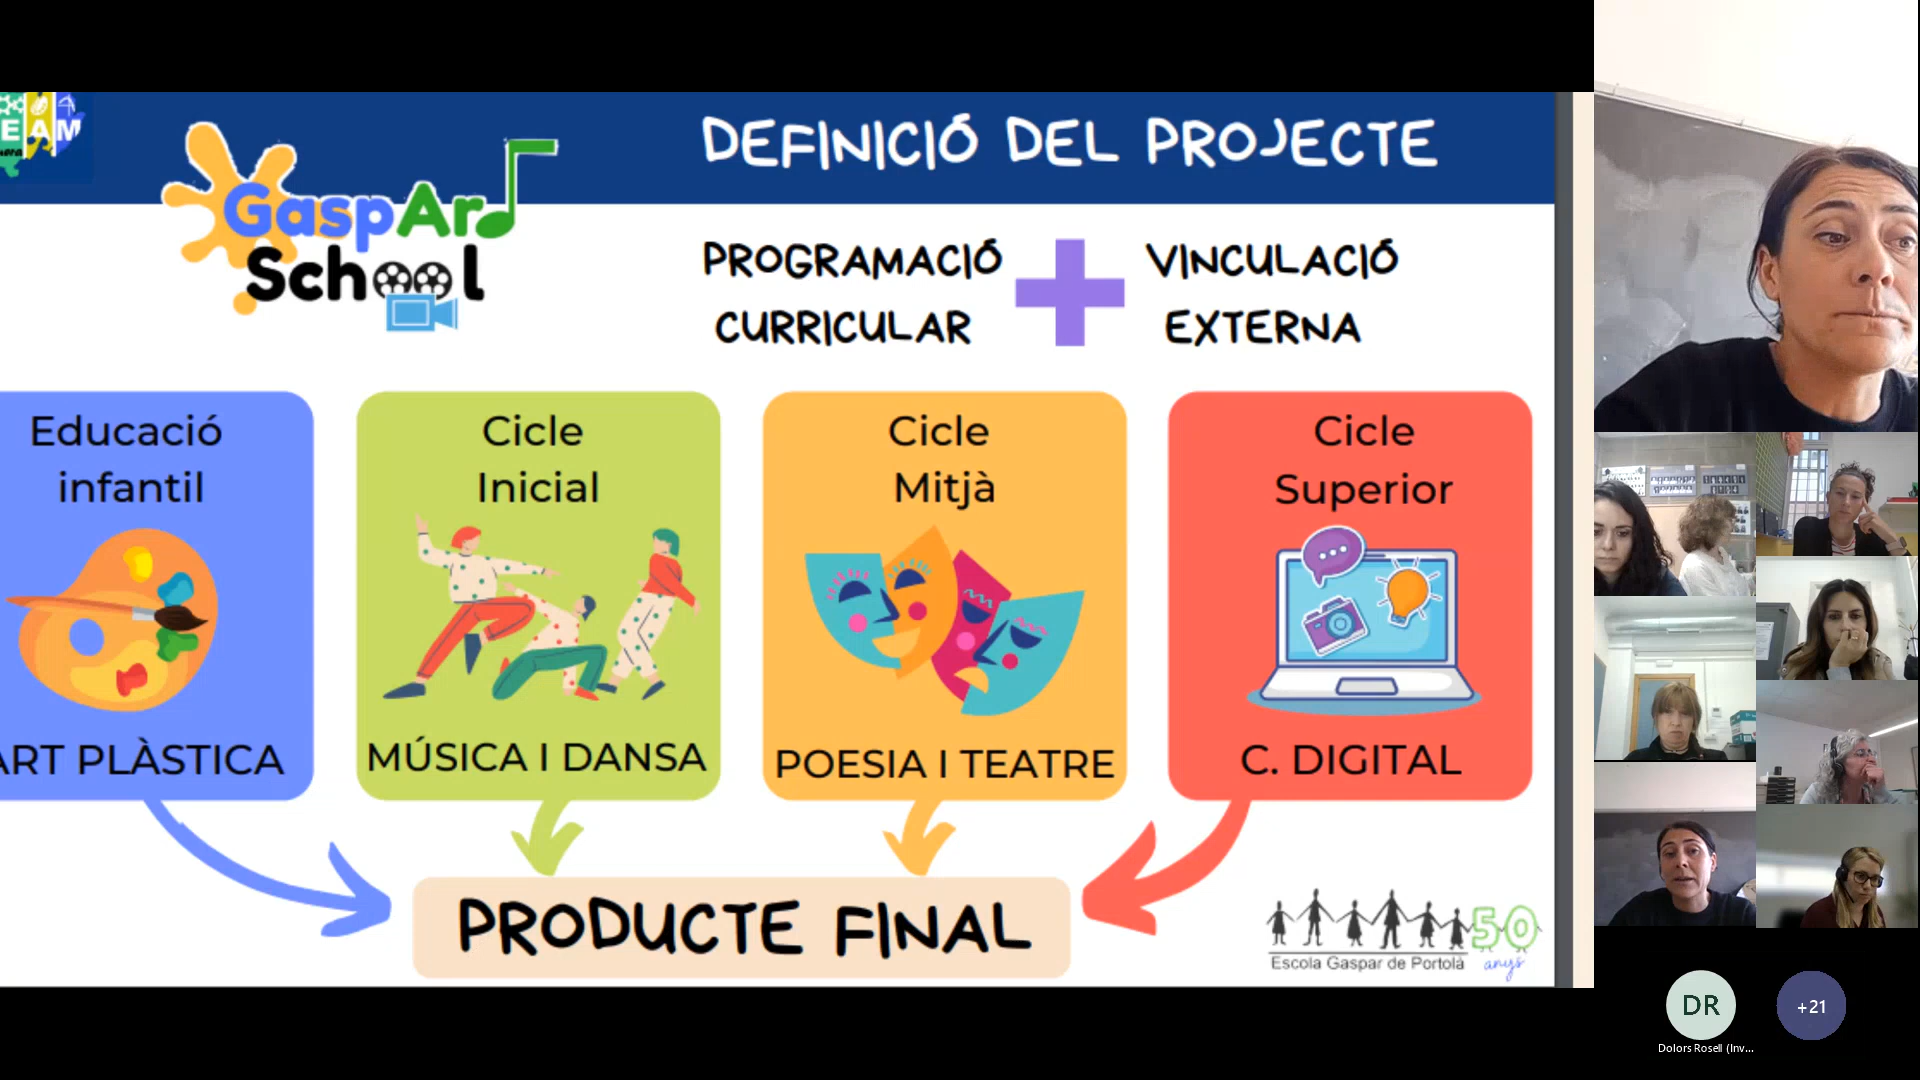 EAM
GaspArt
School
DEFINICIÓ DEL PROJECTE
PROGRAMACIÓ
CURRICULAR
VINCULACIÓ
EXTERNA
Educació
infantil
ART PLÀSTICA
Cicle
Inicial
MÚSICA I DANSA
Cicle
Mitjà
POESIA I TEATRE
Cicle
Superior
C. DIGITAL
PRODUCTE FINAL
50
anys
Escola Gaspar de Portolà
DR
+21
Dolors Rosell (Inv...